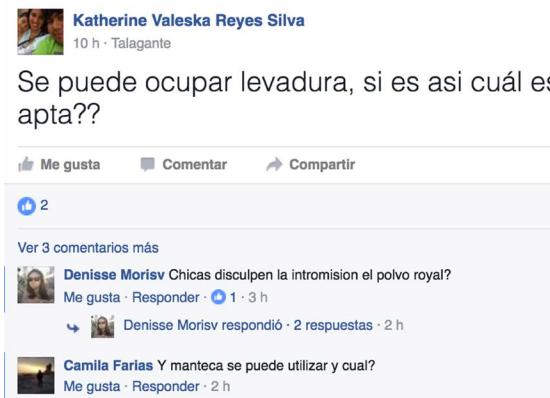 Katherine Valeska Reyes Silva
10 h · Talagante
Se puede ocupar levadura, si es asi cuál es
apta??
Me gusta Comentar Compartir
2
Ver 3 comentarios más
Denisse Morisv Chicas disculpen la intromision el polvo royal?
Me gusta · Responder · 1 · 3 h
Denisse Morisv respondió · 2 respuestas · 2 h
Camila Farias Y manteca se puede utilizar y cual?
Me gusta · Responder · 2 h